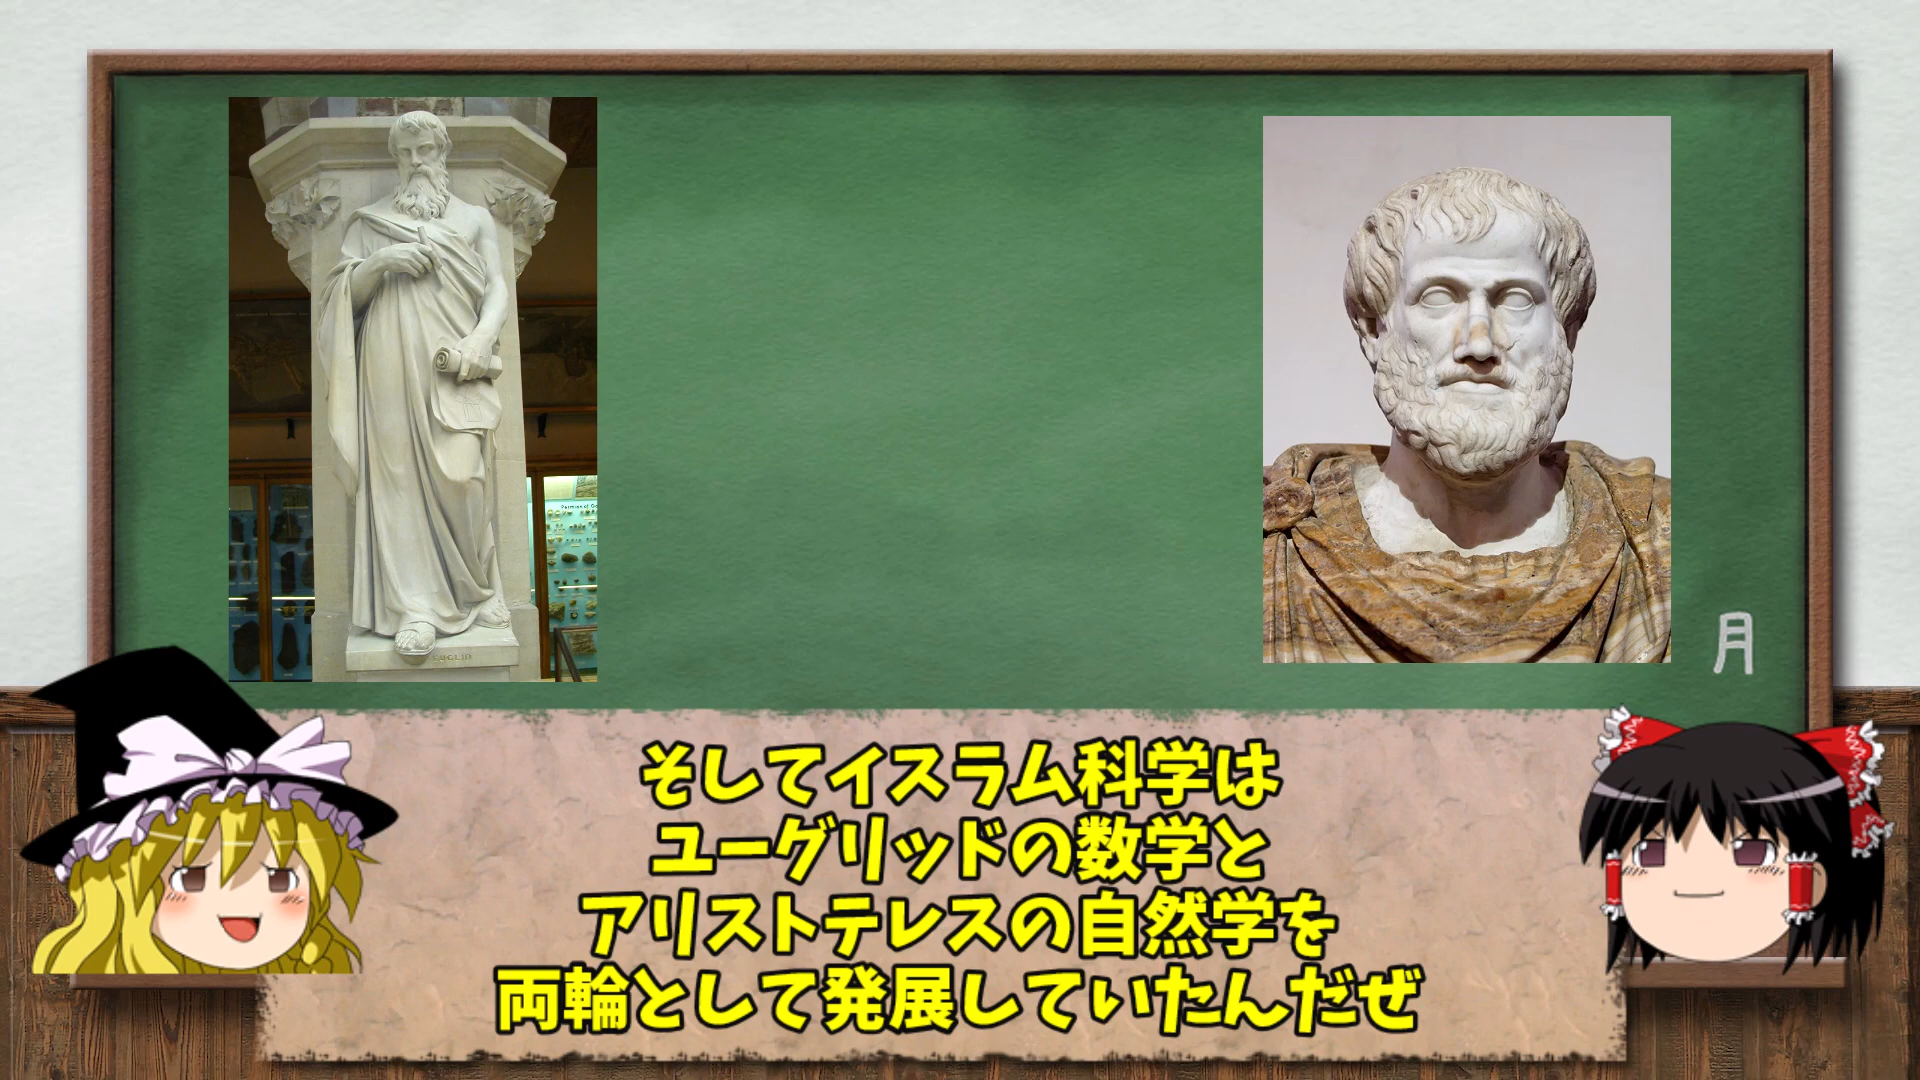 EUCLID
月
そしてイスラム科学は
ユーグリッドの数学と
アリストテレスの自然学を
両輪として発展していたんだぜ